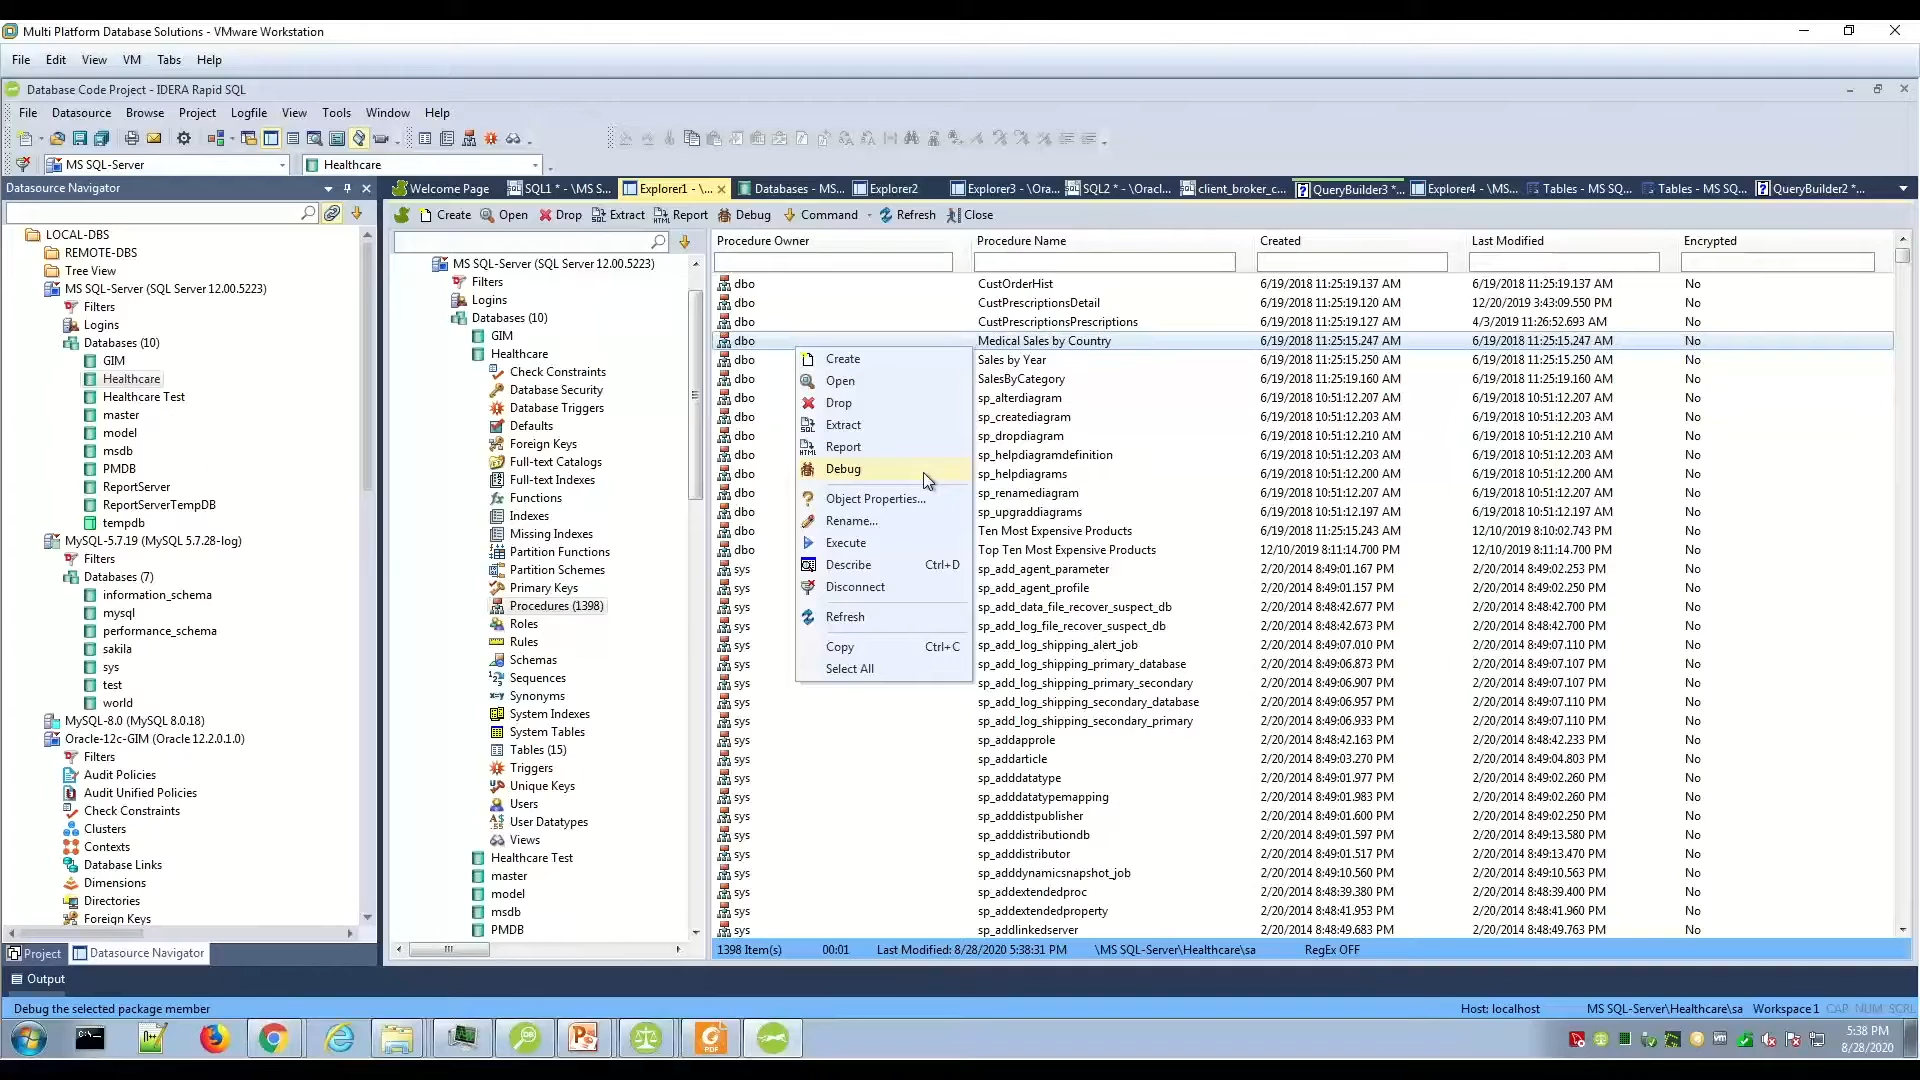 Multi Platform Database Solutions - VMware Workstation
File Edit View VM Tabs Help
Database Code Project - IDERA Rapid SQL
File Datasource Browse Project Logfile View Tools Window Help
MS SQL-Server Healthcare
Datasource Navigator
Welcome Page SQL1 * - \MS S... Explorer1 - \... Databases - MS... Explorer2 Explorer3 - \Ora... SQL2 * - \Oracl... client_broker_c... QueryBuilder3 *... Explorer4 - \MS... Tables - MS SQ... Tables - MS SQ... QueryBuilder2 *...
Create Open Drop Extract Report Debug Command Refresh Close
LOCAL-DBS
REMOTE-DBS
Tree View
MS SQL-Server (SQL Server 12.00.5223)
Filters
Logins
Databases (10)
GIM
Healthcare
Healthcare Test
master
model
msdb
PMDB
ReportServer
ReportServerTempDB
tempdb
MySQL-5.7.19 (MySQL 5.7.28-log)
Filters
Databases (7)
information_schema
mysql
performance_schema
sakila
sys
test
world
MySQL-8.0 (MySQL 8.0.18)
Oracle-12c-GIM (Oracle 12.2.0.1.0)
Filters
Audit Policies
Audit Unified Policies
Check Constraints
Clusters
Contexts
Database Links
Dimensions
Directories
Foreign Keys
Project Datasource Navigator
MS SQL-Server (SQL Server 12.00.5223)
Filters
Logins
Databases (10)
GIM
Healthcare
Check Constraints
Database Security
Database Triggers
Defaults
Foreign Keys
Full-text Catalogs
Full-text Indexes
Functions
Indexes
Missing Indexes
Partition Functions
Partition Schemes
Primary Keys
Procedures (1398)
Roles
Rules
Schemas
Sequences
Synonyms
System Indexes
System Tables
Tables (15)
Triggers
Unique Keys
Users
User Datatypes
Views
Healthcare Test
master
model
msdb
PMDB
Procedure Owner Procedure Name Created Last Modified Encrypted
dbo CustOrderHist 6/19/2018 11:25:19.137 AM 6/19/2018 11:25:19.137 AM No
dbo CustPrescriptionsDetail 6/19/2018 11:25:19.120 AM 12/20/2019 3:43:09.550 PM No
dbo CustPrescriptionsPrescriptions 6/19/2018 11:25:19.127 AM 4/3/2019 11:26:52.693 AM No
dbo Medical Sales by Country 6/19/2018 11:25:15.247 AM 6/19/2018 11:25:15.247 AM No
dbo Sales by Year 6/19/2018 11:25:15.250 AM 6/19/2018 11:25:15.250 AM No
dbo SalesByCategory 6/19/2018 11:25:19.160 AM 6/19/2018 11:25:19.160 AM No
dbo sp_alterdiagram 6/19/2018 10:51:12.207 AM 6/19/2018 10:51:12.207 AM No
dbo sp_creatediagram 6/19/2018 10:51:12.203 AM 6/19/2018 10:51:12.203 AM No
dbo sp_dropdiagram 6/19/2018 10:51:12.210 AM 6/19/2018 10:51:12.210 AM No
dbo sp_helpdiagramdefinition 6/19/2018 10:51:12.203 AM 6/19/2018 10:51:12.203 AM No
dbo sp_helpdiagrams 6/19/2018 10:51:12.200 AM 6/19/2018 10:51:12.200 AM No
dbo sp_renamediagram 6/19/2018 10:51:12.207 AM 6/19/2018 10:51:12.207 AM No
dbo sp_upgraddiagrams 6/19/2018 10:51:12.197 AM 6/19/2018 10:51:12.197 AM No
dbo Ten Most Expensive Products 6/19/2018 11:25:15.243 AM 12/10/2019 8:10:02.743 PM No
dbo Top Ten Most Expensive Products 12/10/2019 8:11:14.700 PM 12/10/2019 8:11:14.700 PM No
sys sp_add_agent_parameter 2/20/2014 8:49:01.167 PM 2/20/2014 8:49:02.253 PM No
sys sp_add_agent_profile 2/20/2014 8:49:01.157 PM 2/20/2014 8:49:02.250 PM No
sys sp_add_data_file_recover_suspect_db 2/20/2014 8:48:42.677 PM 2/20/2014 8:48:42.700 PM No
sys sp_add_log_file_recover_suspect_db 2/20/2014 8:48:42.673 PM 2/20/2014 8:48:42.700 PM No
sys sp_add_log_shipping_alert_job 2/20/2014 8:49:07.010 PM 2/20/2014 8:49:07.110 PM No
sys sp_add_log_shipping_primary_database 2/20/2014 8:49:06.873 PM 2/20/2014 8:49:07.107 PM No
sys sp_add_log_shipping_primary_secondary 2/20/2014 8:49:06.907 PM 2/20/2014 8:49:07.107 PM No
sys sp_add_log_shipping_secondary_database 2/20/2014 8:49:06.957 PM 2/20/2014 8:49:07.110 PM No
sys sp_add_log_shipping_secondary_primary 2/20/2014 8:49:06.933 PM 2/20/2014 8:49:07.110 PM No
sys sp_addapprole 2/20/2014 8:48:42.163 PM 2/20/2014 8:48:42.233 PM No
sys sp_addarticle 2/20/2014 8:49:03.270 PM 2/20/2014 8:49:04.803 PM No
sys sp_adddatatype 2/20/2014 8:49:01.977 PM 2/20/2014 8:49:02.260 PM No
sys sp_adddatatypemapping 2/20/2014 8:49:01.983 PM 2/20/2014 8:49:02.260 PM No
sys sp_adddistpublisher 2/20/2014 8:49:01.600 PM 2/20/2014 8:49:02.250 PM No
sys sp_adddistributiondb 2/20/2014 8:49:01.597 PM 2/20/2014 8:49:13.580 PM No
sys sp_adddistributor 2/20/2014 8:49:01.517 PM 2/20/2014 8:49:13.470 PM No
sys sp_adddynamicsnapshot_job 2/20/2014 8:49:10.560 PM 2/20/2014 8:49:10.563 PM No
sys sp_addextendedproc 2/20/2014 8:48:39.380 PM 2/20/2014 8:48:39.400 PM No
sys sp_addextendedproperty 2/20/2014 8:48:41.953 PM 2/20/2014 8:48:41.960 PM No
sys sp_addlinkedserver 2/20/2014 8:48:49.683 PM 2/20/2014 8:48:49.763 PM No
Create
Open
Drop
Extract
Report
Debug
Object Properties...
Rename...
Execute
Describe Ctrl+D
Disconnect
Refresh
Copy Ctrl+C
Select All
1398 Item(s) 00:01 Last Modified: 8/28/2020 5:38:31 PM \MS SQL-Server\Healthcare\sa RegEx OFF
Output
Debug the selected package member Host: localhost MS SQL-Server\Healthcare\sa Workspace 1 CAP NUM SCRL
5:38 PM
8/28/2020